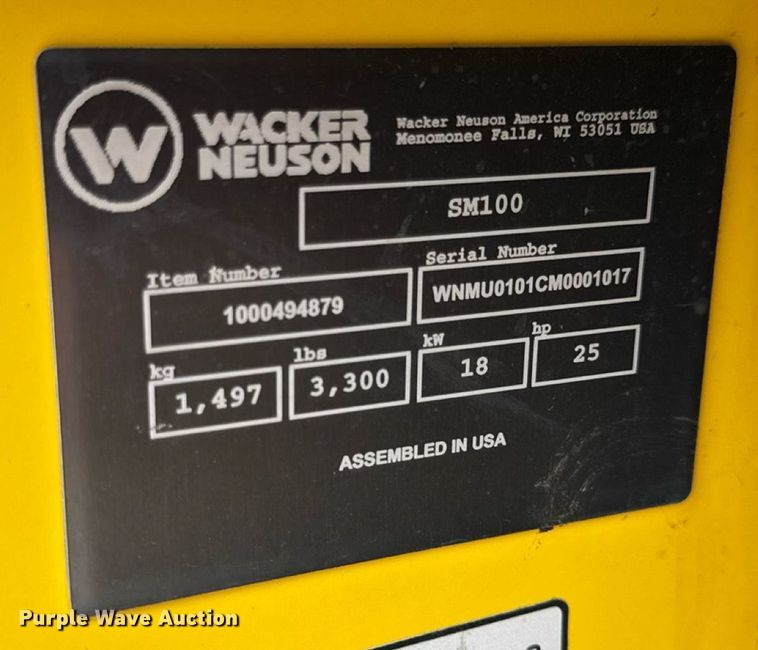 W
WACKER
NEUSON
Wacker Neuson America Corporation
Menomonee Falls, WI 53051 USA
SM100
Item Number
Serial Number
1000494879
WNMU0101CM0001017
kg
lbs
kW
hp
1,497
3,300
18
25
ASSEMBLED IN USA
Purple Wave Auction